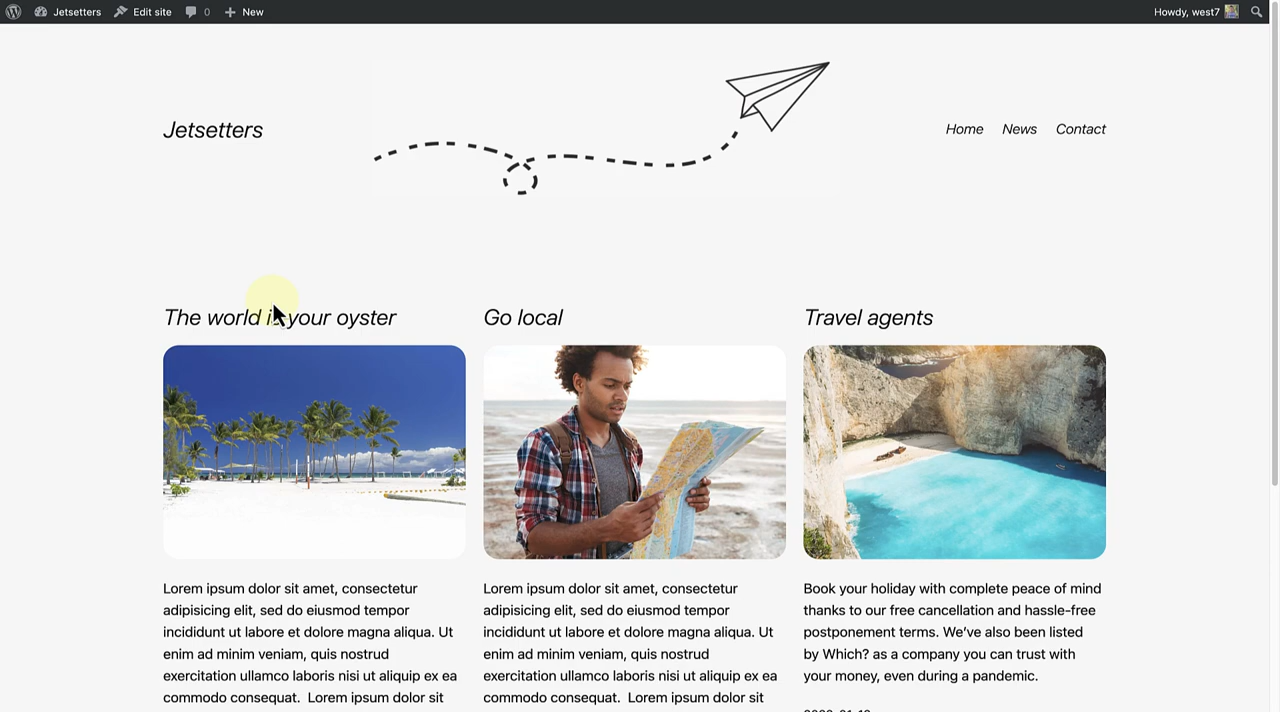 Jetsetters Edit site 0 New Howdy, west7
Jetsetters
Home News Contact
The world is your oyster
Go local
Travel agents
Lorem ipsum dolor sit amet, consectetur
adipisicing elit, sed do eiusmod tempor
incididunt ut labore et dolore magna aliqua. Ut
enim ad minim veniam, quis nostrud
exercitation ullamco laboris nisi ut aliquip ex ea
commodo consequat.  Lorem ipsum dolor sit
Lorem ipsum dolor sit amet, consectetur
adipisicing elit, sed do eiusmod tempor
incididunt ut labore et dolore magna aliqua. Ut
enim ad minim veniam, quis nostrud
exercitation ullamco laboris nisi ut aliquip ex ea
commodo consequat.  Lorem ipsum dolor sit
Book your holiday with complete peace of mind
thanks to our free cancellation and hassle-free
postponement terms. We’ve also been listed
by Which? as a company you can trust with
your money, even during a pandemic.